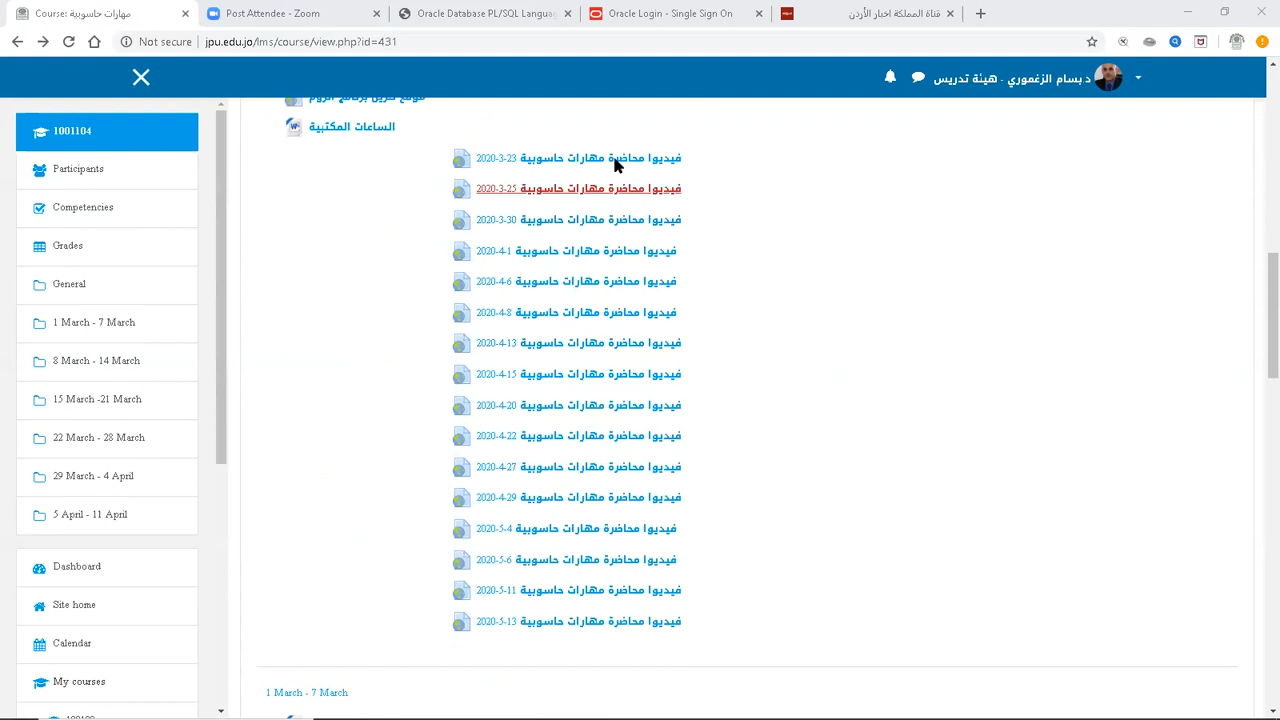 Course: مهارات حاسوبية
Post Attendee - Zoom
Oracle Database PL/SQL Langua
Oracle Login - Single Sign On
قناة المملكة اخبار الأردن
Not secure
jpu.edu.jo/lms/course/view.php?id=431
د بسام الزغموري - هيئة تدريس
1001104
Participants
Competencies
Grades
General
1 March - 7 March
8 March - 14 March
15 March -21 March
22 March - 28 March
29 March - 4 April
5 April - 11 April
Dashboard
Site home
Calendar
My courses
الساعات المكتبية
فيديوا محاضرة مهارات حاسوبية 2020-3-23
فيديوا محاضرة مهارات حاسوبية 2020-3-25
فيديوا محاضرة مهارات حاسوبية 2020-3-30
فيديوا محاضرة مهارات حاسوبية 2020-4-1
فيديوا محاضرة مهارات حاسوبية 2020-4-6
فيديوا محاضرة مهارات حاسوبية 2020-4-8
فيديوا محاضرة مهارات حاسوبية 2020-4-13
فيديوا محاضرة مهارات حاسوبية 2020-4-15
فيديوا محاضرة مهارات حاسوبية 2020-4-20
فيديوا محاضرة مهارات حاسوبية 2020-4-22
فيديوا محاضرة مهارات حاسوبية 2020-4-27
فيديوا محاضرة مهارات حاسوبية 2020-4-29
فيديوا محاضرة مهارات حاسوبية 2020-5-4
فيديوا محاضرة مهارات حاسوبية 2020-5-6
فيديوا محاضرة مهارات حاسوبية 2020-5-11
فيديوا محاضرة مهارات حاسوبية 2020-5-13
1 March - 7 March